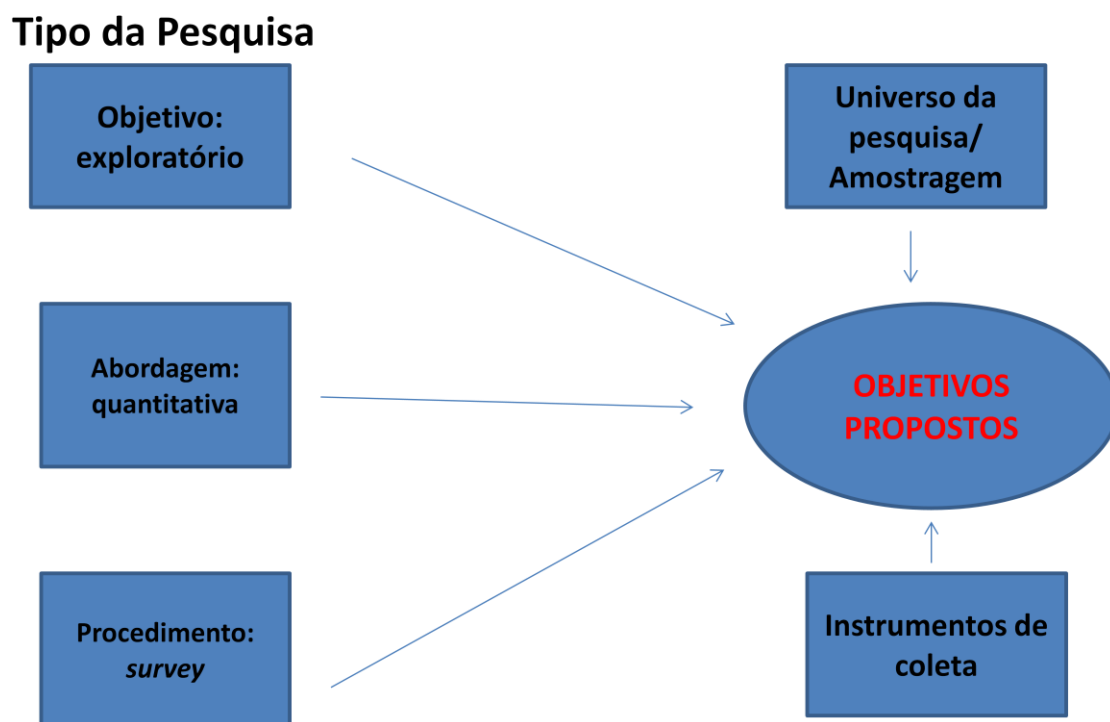 Tipo da Pesquisa
Objetivo:
exploratório
Universo da
pesquisa/
Amostragem
Abordagem:
quantitativa
OBJETIVOS
PROPOSTOS
Procedimento:
survey
Instrumentos de
coleta